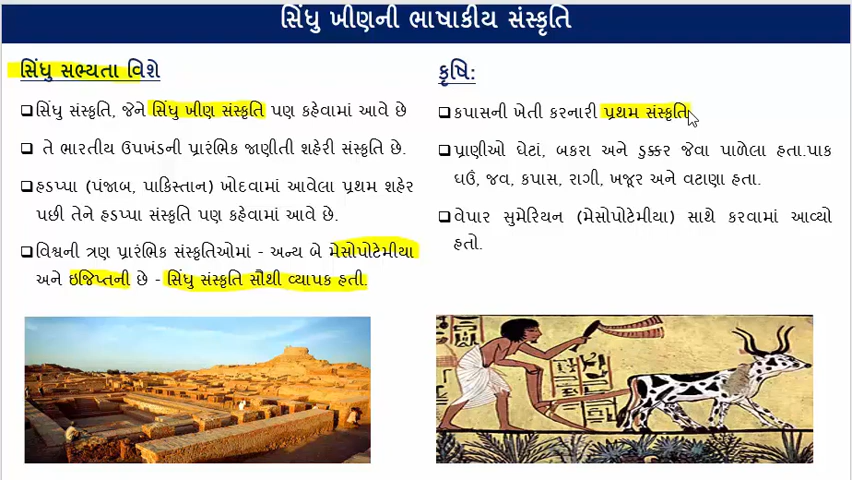 સિંધુ ખીણની ભાષાકીય સંસ્કૃતિ
સિંધુ સભ્યતા વિશે
❑સિંધુ સંસ્કૃતિ, જેને સિંધુ ખીણ સંસ્કૃતિ પણ કહેવામાં આવે છે
❑ તે ભારતીય ઉપખંડની પ્રારંભિક જાણીતી શહેરી સંસ્કૃતિ છે.
❑હડપ્પા (પંજાબ, પાકિસ્તાન) ખોદવામાં આવેલા પ્રથમ શહેર
પછી તેને હડપ્પા સંસ્કૃતિ પણ કહેવામાં આવે છે.
❑વિશ્વની ત્રણ પ્રારંભિક સંસ્કૃતિઓમાં - અન્ય બે મેસોપોટેમીયા
અને ઇજિપ્તની છે - સિંધુ સંસ્કૃતિ સૌથી વ્યાપક હતી.
કૃષિ:
❑કપાસની ખેતી કરનારી પ્રથમ સંસ્કૃતિ
❑પ્રાણીઓ ઘેટાં, બકરા અને ડુક્કર જેવા પાળેલા હતા.પાક
ઘઉં, જવ, કપાસ, રાગી, ખજૂર અને વટાણા હતા.
❑વેપાર સુમેરિયન (મેસોપોટેમીયા) સાથે કરવામાં આવ્યો
હતો.